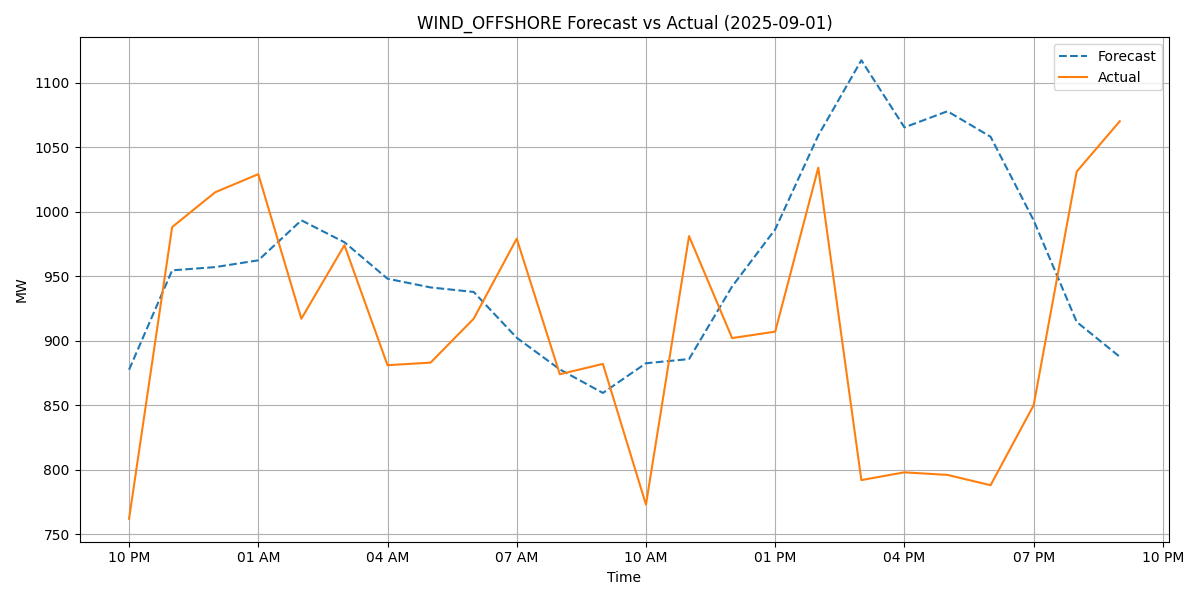 WIND_OFFSHORE Forecast vs Actual (2025-09-01)
Forecast
Actual
MW
1100
1050
1000
950
900
850
800
750
10 PM 01 AM 04 AM 07 AM 10 AM 01 PM 04 PM 07 PM 10 PM
Time